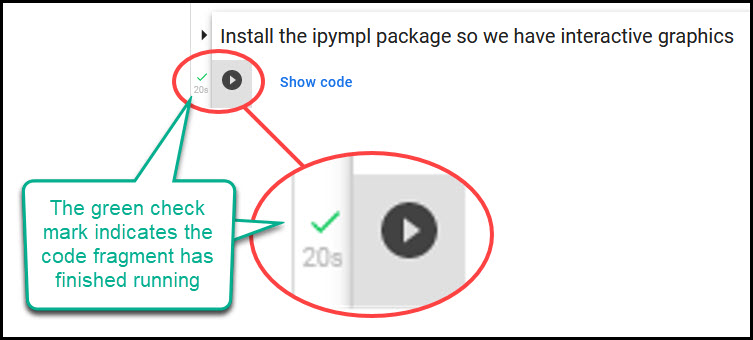 Install the ipympl package so we have interactive graphics
20s
Show code
The green check
mark indicates the
code fragment has
finished running
20s